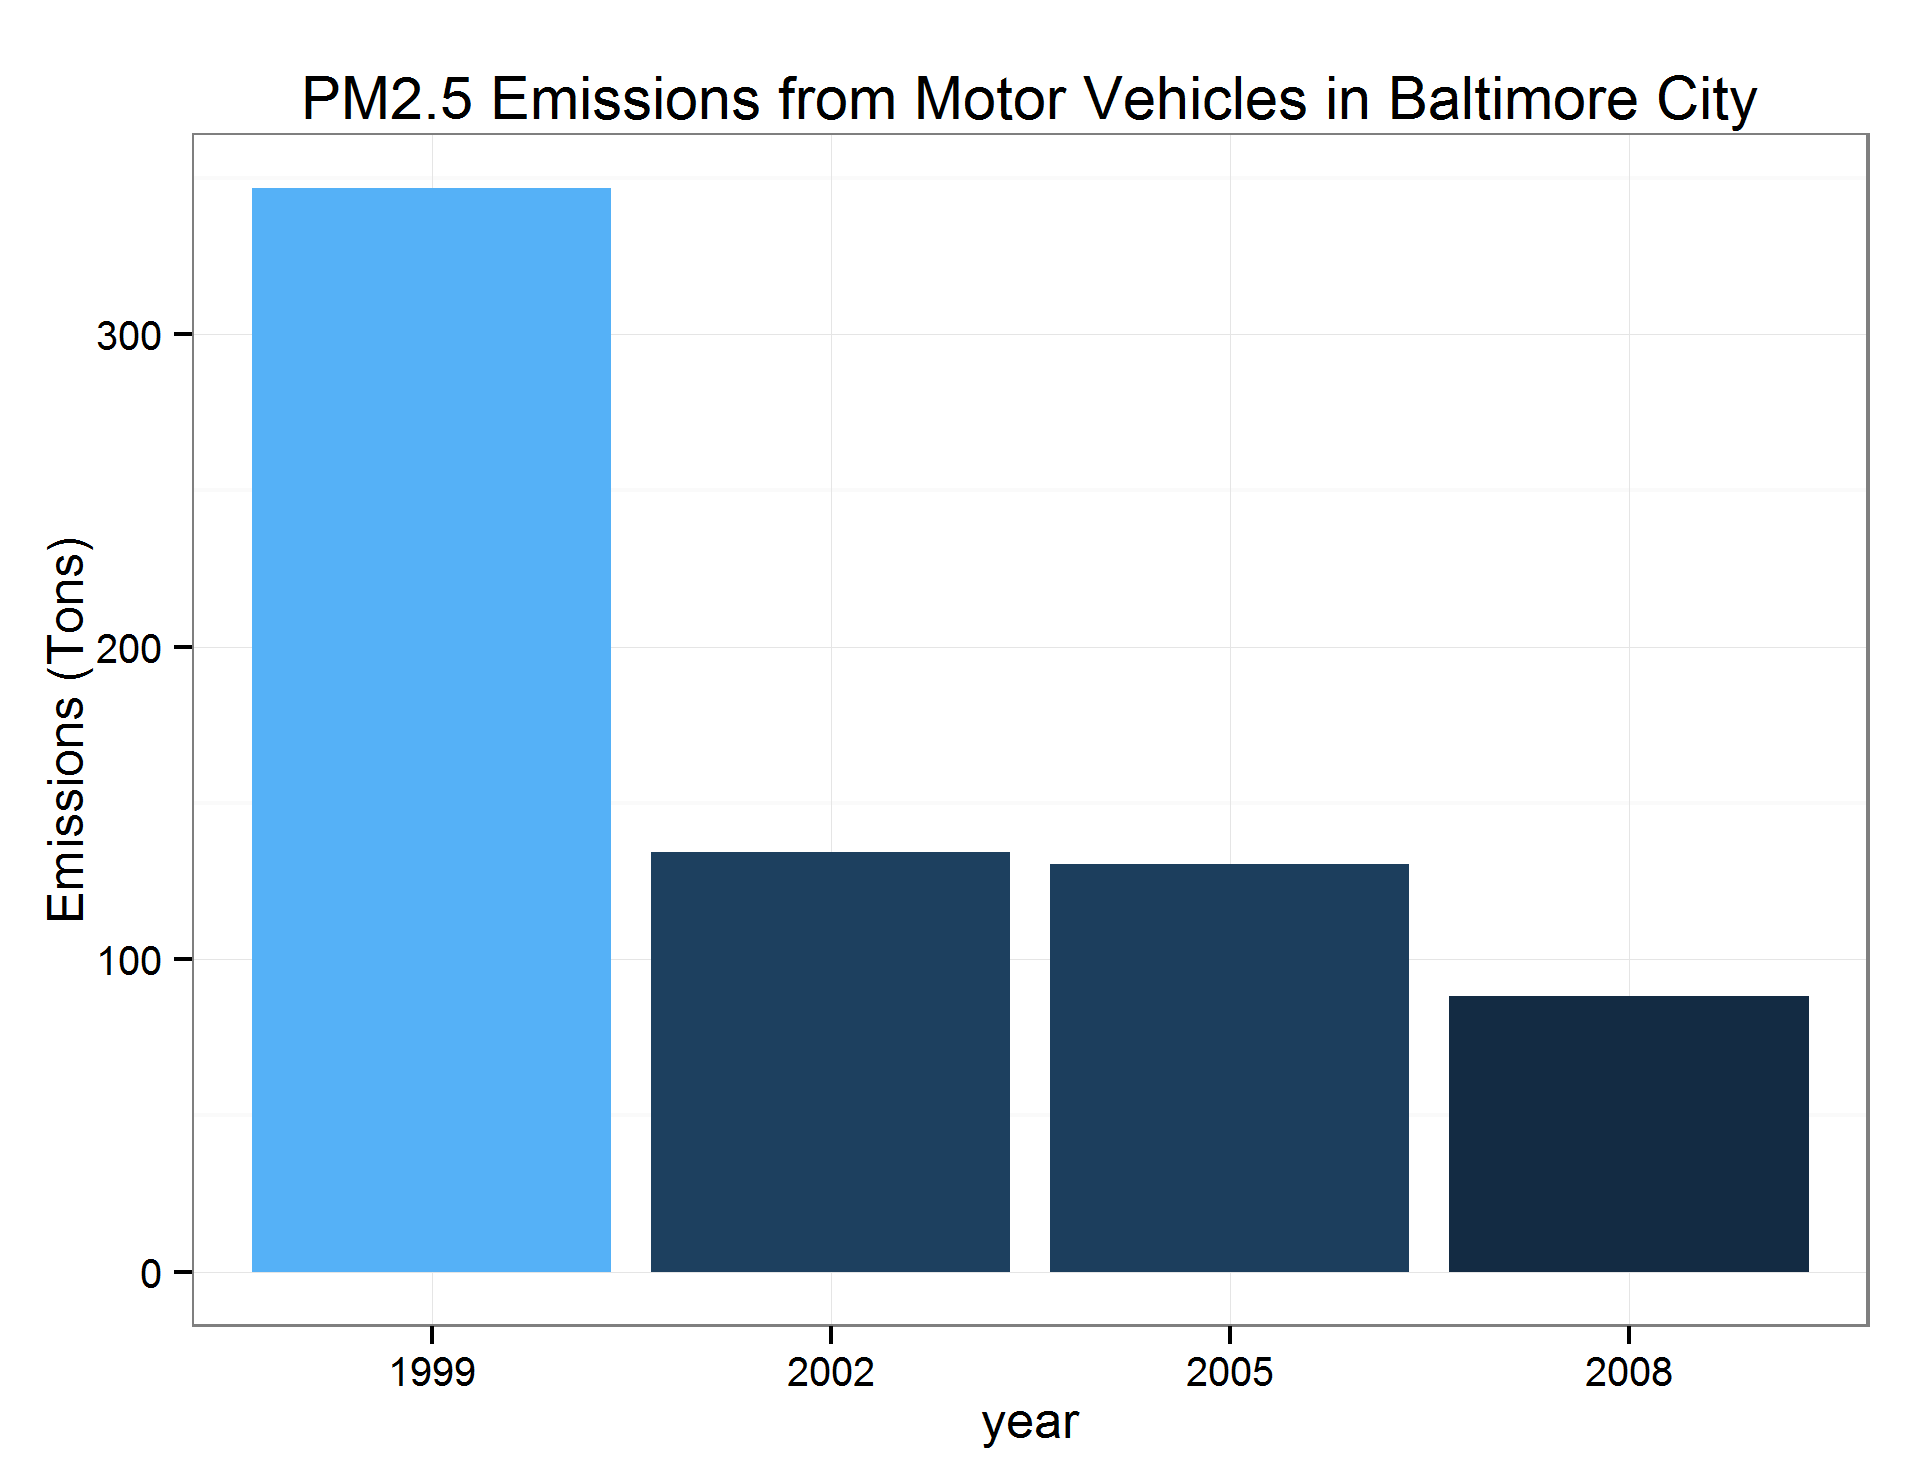 PM2.5 Emissions from Motor Vehicles in Baltimore City
Emissions (Tons)
300
200
100
0
1999 2002 2005 2008
year